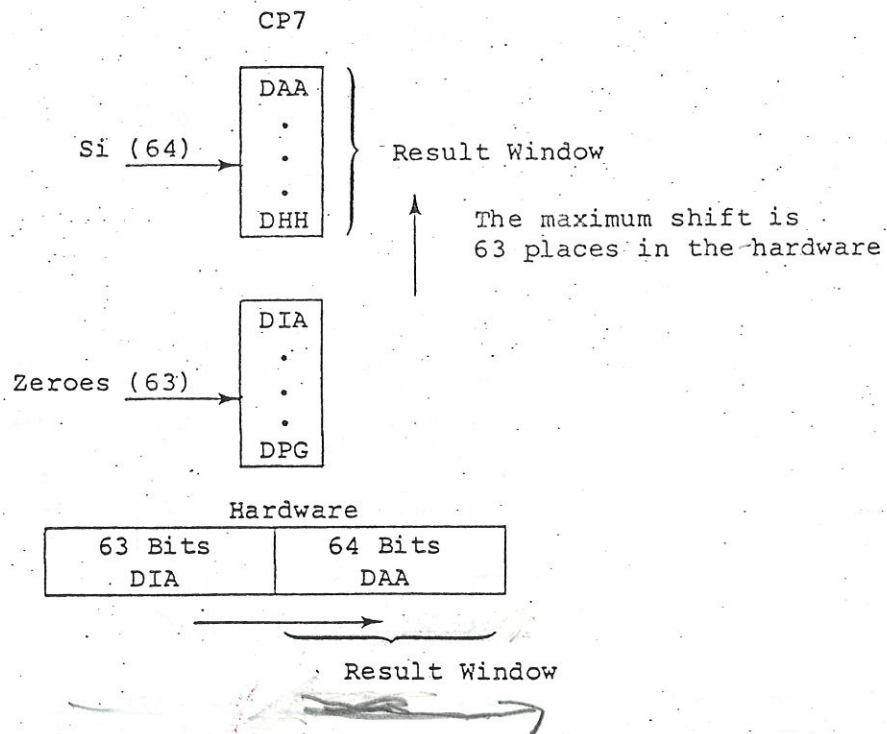 CP7
DAA
Si (64)
Result Window
DHH
The maximum shift is
63 places in the hardware
DIA
Zeroes (63)
DPG
Hardware
63 Bits
64 Bits
DIA
DAA
Result Window